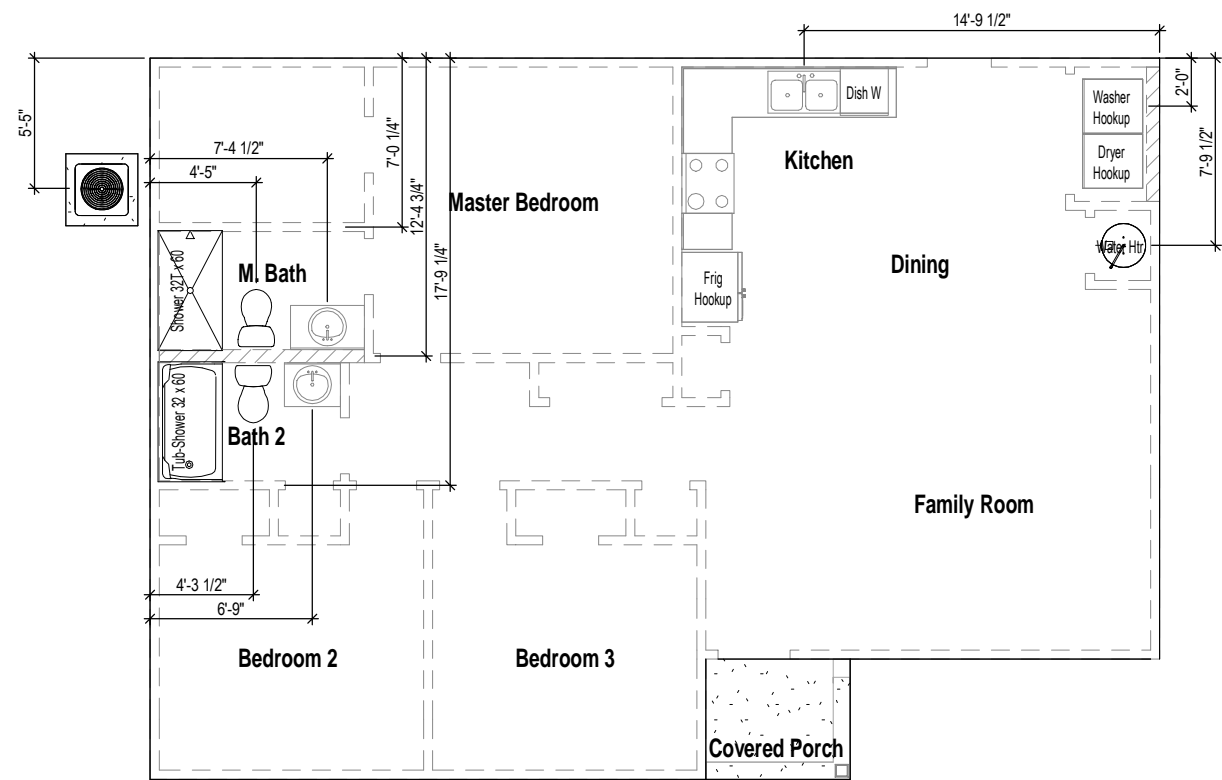 14'-9 1/2"
5'-5"
7'-0 1/4"
12'-4 3/4"
17'-9 1/4"
2'-0"
7'-9 1/2"
Dish W
Washer
Hookup
Dryer
Hookup
7'-4 1/2"
4'-5"
Kitchen
Master Bedroom
Shower 32T x 60
M. Bath
Frig
Hookup
Dining
Water Htr
Tub-Shower 32 x 60
Bath 2
Family Room
4'-3 1/2"
6'-9"
Bedroom 2
Bedroom 3
Covered Porch